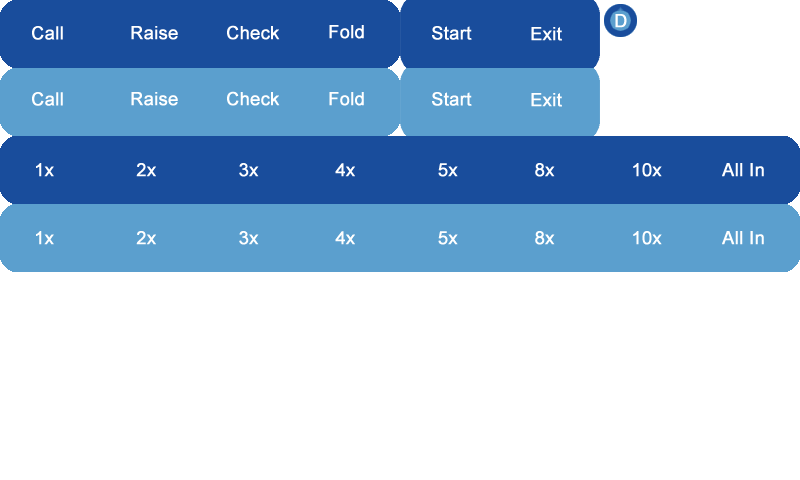 Call Raise Check Fold Start Exit D
Call Raise Check Fold Start Exit
1x 2x 3x 4x 5x 8x 10x All In
1x 2x 3x 4x 5x 8x 10x All In